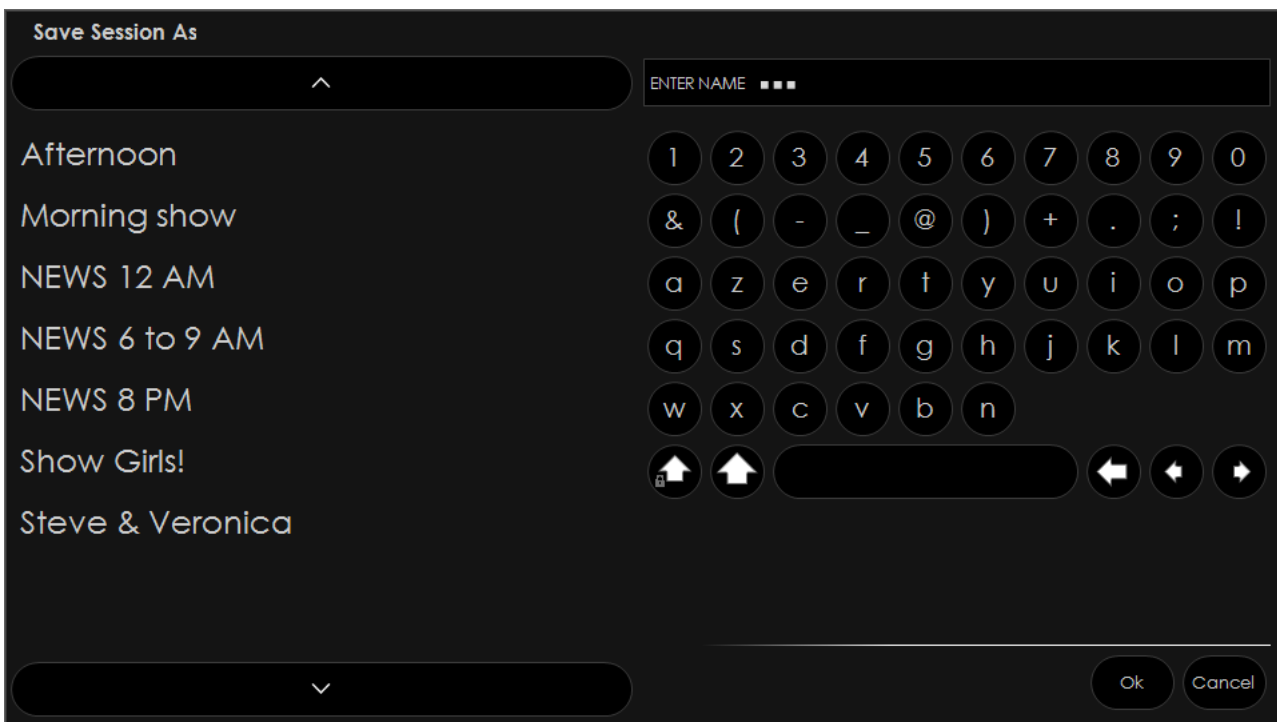 Save Session As
ENTER NAME
Afternoon
Morning show
NEWS 12 AM
NEWS 6 to 9 AM
NEWS 8 PM
Show Girls!
Steve & Veronica
1 2 3 4 5 6 7 8 9 0
& ( - _ @ ) + . ; !
a z e r t y u i o p
q s d f g h j k l m
w x c v b n
Ok Cancel